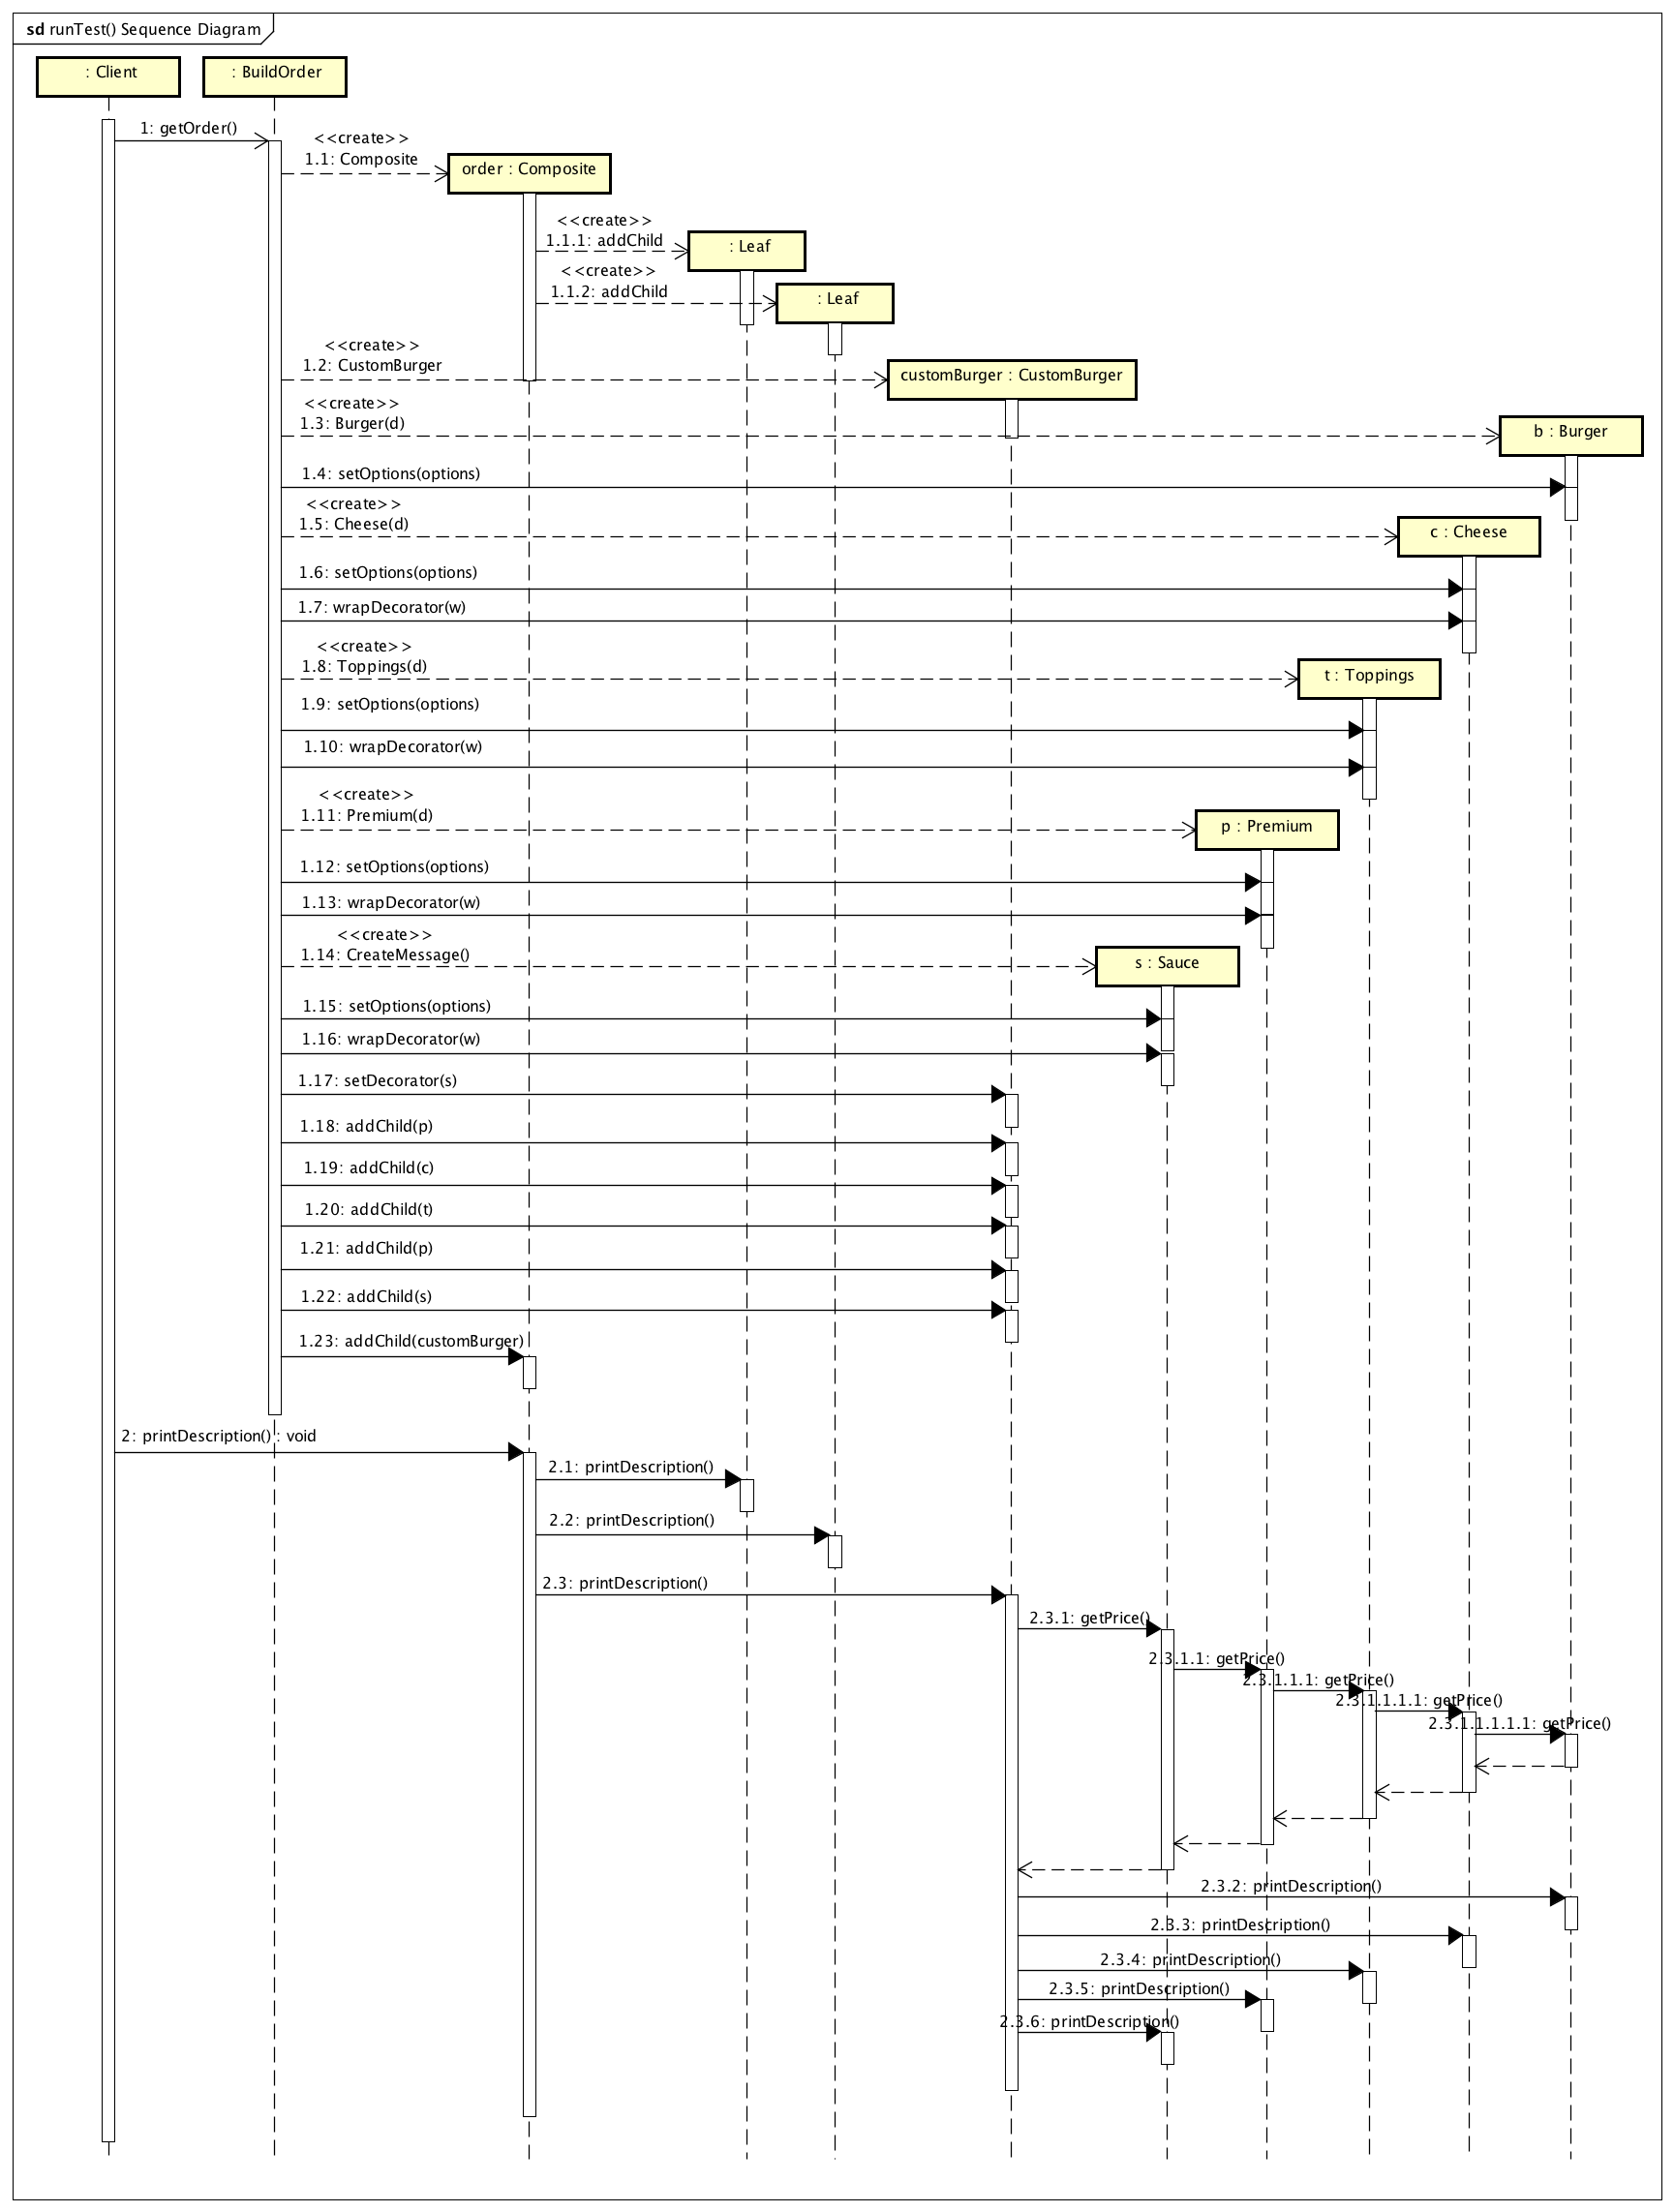 sd runTest() Sequence Diagram
: Client
: BuildOrder
1: getOrder()
<<create>>
1.1: Composite
order : Composite
<<create>>
1.1.1: addChild
: Leaf
<<create>>
1.1.2: addChild
: Leaf
<<create>>
1.2: CustomBurger
customBurger : CustomBurger
<<create>>
1.3: Burger(d)
b : Burger
1.4: setOptions(options)
<<create>>
1.5: Cheese(d)
c : Cheese
1.6: setOptions(options)
1.7: wrapDecorator(w)
<<create>>
1.8: Toppings(d)
t : Toppings
1.9: setOptions(options)
1.10: wrapDecorator(w)
<<create>>
1.11: Premium(d)
p : Premium
1.12: setOptions(options)
1.13: wrapDecorator(w)
<<create>>
1.14: CreateMessage()
s : Sauce
1.15: setOptions(options)
1.16: wrapDecorator(w)
1.17: setDecorator(s)
1.18: addChild(p)
1.19: addChild(c)
1.20: addChild(t)
1.21: addChild(p)
1.22: addChild(s)
1.23: addChild(customBurger)
2: printDescription() : void
2.1: printDescription()
2.2: printDescription()
2.3: printDescription()
2.3.1: getPrice()
2.3.1.1: getPrice()
2.3.1.1.1: getPrice()
2.3.1.1.1.1: getPrice()
2.3.1.1.1.1.1: getPrice()
2.3.2: printDescription()
2.3.3: printDescription()
2.3.4: printDescription()
2.3.5: printDescription()
2.3.6: printDescription()